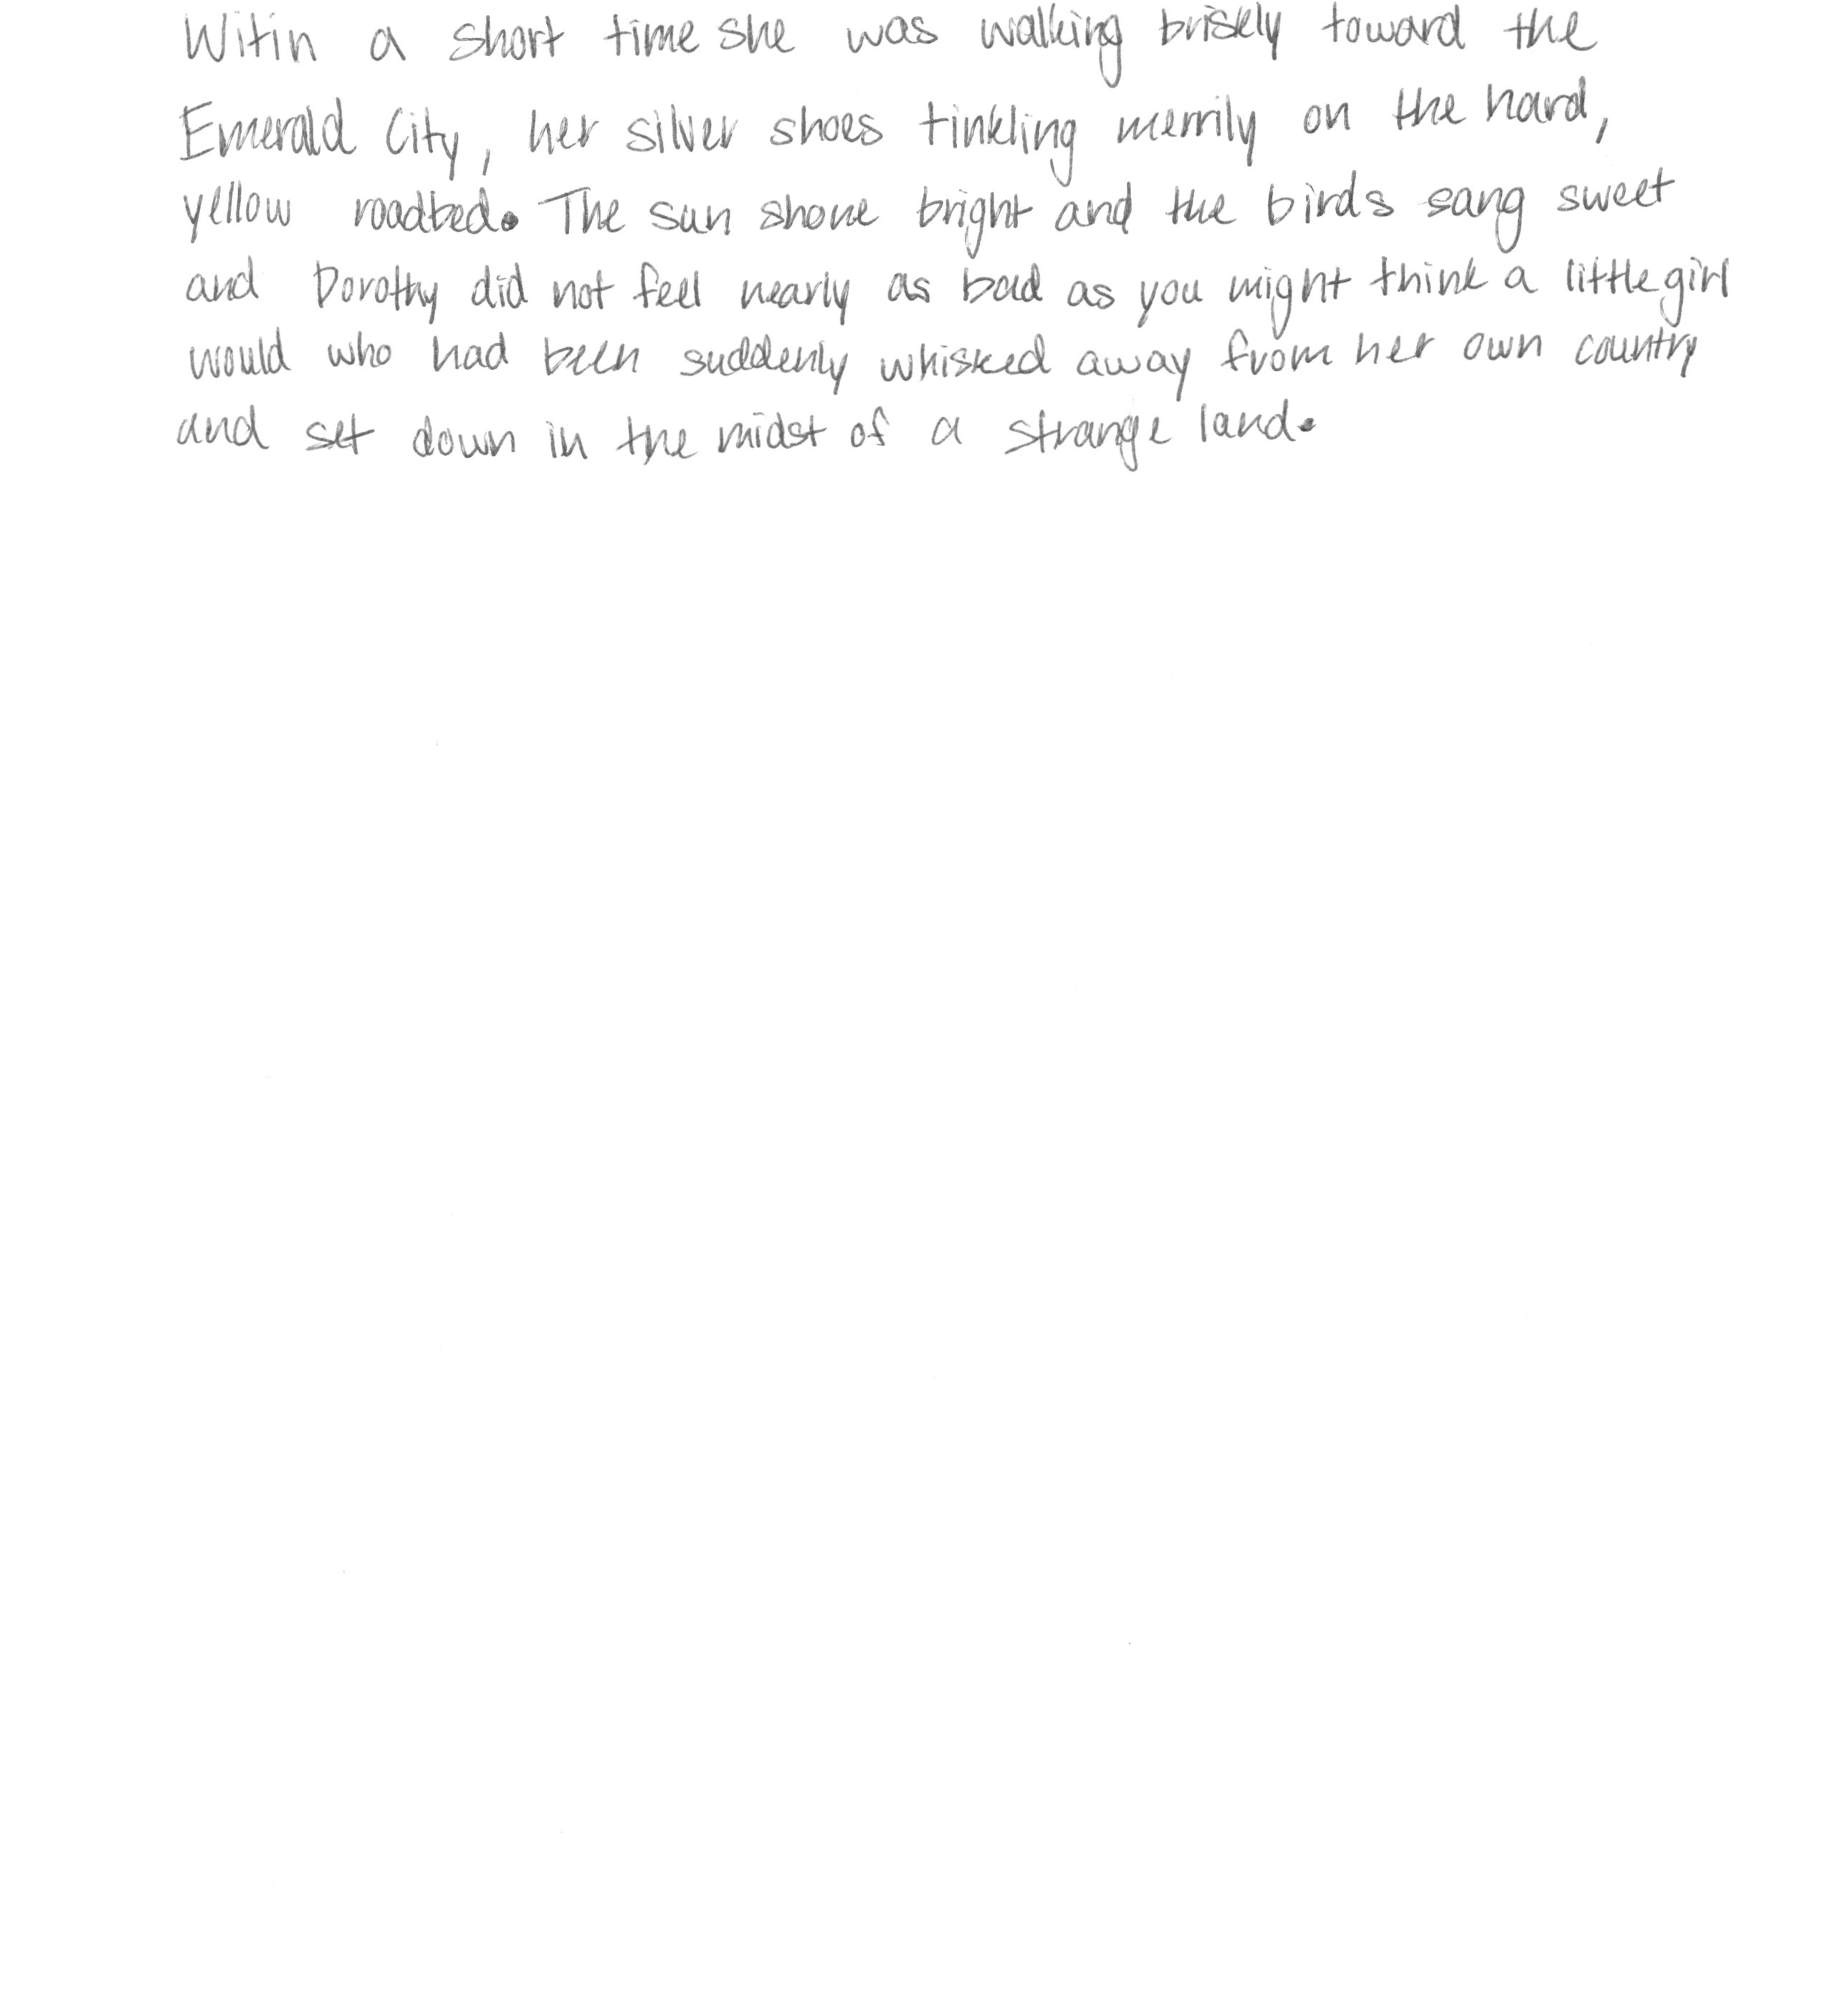 Witin a short time she was walking briskly toward the
Emerald City, her silver shoes tinkling merrily on the hard,
yellow roadbed. The sun shone bright and the birds sang sweet
and Dorothy did not feel nearly as bad as you might think a little girl
would who had been suddenly whisked away from her own country
and set down in the midst of a strange land.